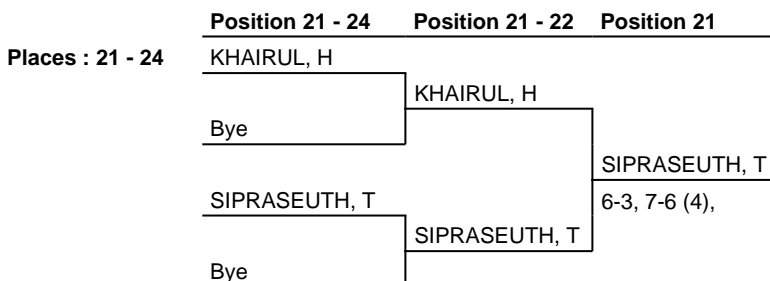 Position 21 - 24 Position 21 - 22 Position 21
Places : 21 - 24 KHAIRUL, H
KHAIRUL, H
Bye
SIPRASEUTH, T
SIPRASEUTH, T 6-3, 7-6 (4),
SIPRASEUTH, T
Bye